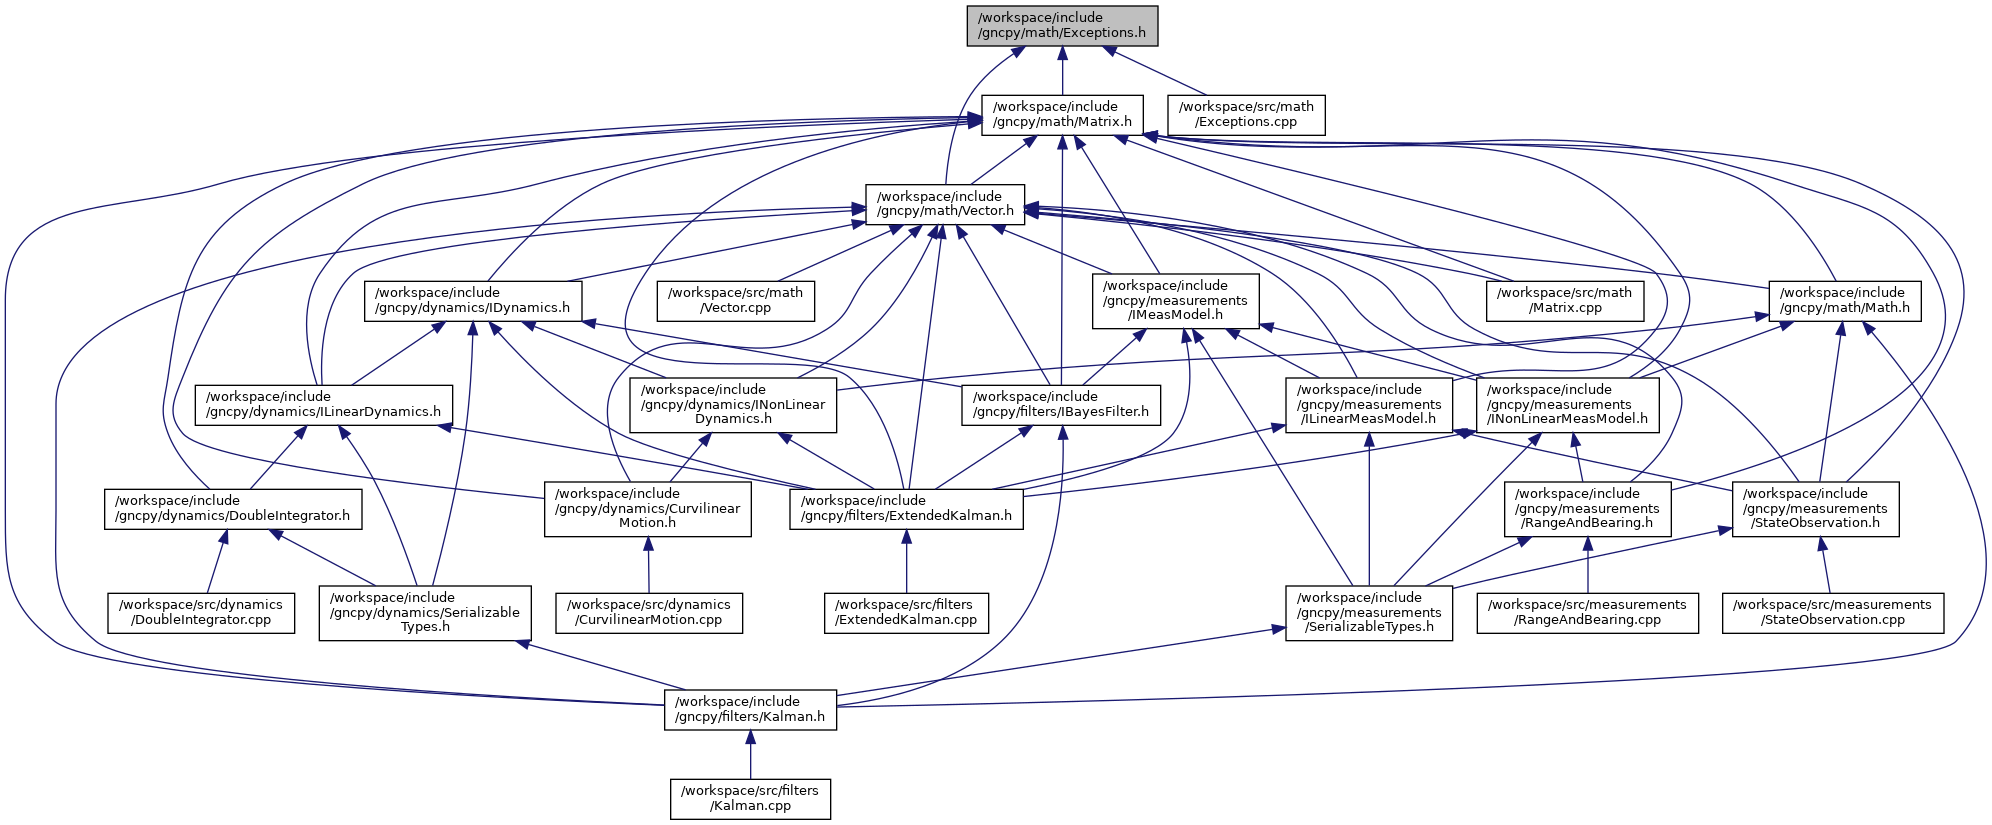 /workspace/include
/gncpy/math/Exceptions.h
/workspace/include
/gncpy/math/Matrix.h
/workspace/src/math
/Exceptions.cpp
/workspace/include
/gncpy/math/Vector.h
/workspace/include
/gncpy/dynamics/IDynamics.h
/workspace/src/math
/Vector.cpp
/workspace/include
/gncpy/measurements
/IMeasModel.h
/workspace/src/math
/Matrix.cpp
/workspace/include
/gncpy/math/Math.h
/workspace/include
/gncpy/dynamics/ILinearDynamics.h
/workspace/include
/gncpy/dynamics/INonLinear
Dynamics.h
/workspace/include
/gncpy/filters/IBayesFilter.h
/workspace/include
/gncpy/measurements
/ILinearMeasModel.h
/workspace/include
/gncpy/measurements
/INonLinearMeasModel.h
/workspace/include
/gncpy/dynamics/DoubleIntegrator.h
/workspace/include
/gncpy/dynamics/Curvilinear
Motion.h
/workspace/include
/gncpy/filters/ExtendedKalman.h
/workspace/include
/gncpy/measurements
/RangeAndBearing.h
/workspace/include
/gncpy/measurements
/StateObservation.h
/workspace/src/dynamics
/DoubleIntegrator.cpp
/workspace/include
/gncpy/dynamics/Serializable
Types.h
/workspace/src/dynamics
/CurvilinearMotion.cpp
/workspace/src/filters
/ExtendedKalman.cpp
/workspace/include
/gncpy/measurements
/SerializableTypes.h
/workspace/src/measurements
/RangeAndBearing.cpp
/workspace/src/measurements
/StateObservation.cpp
/workspace/include
/gncpy/filters/Kalman.h
/workspace/src/filters
/Kalman.cpp